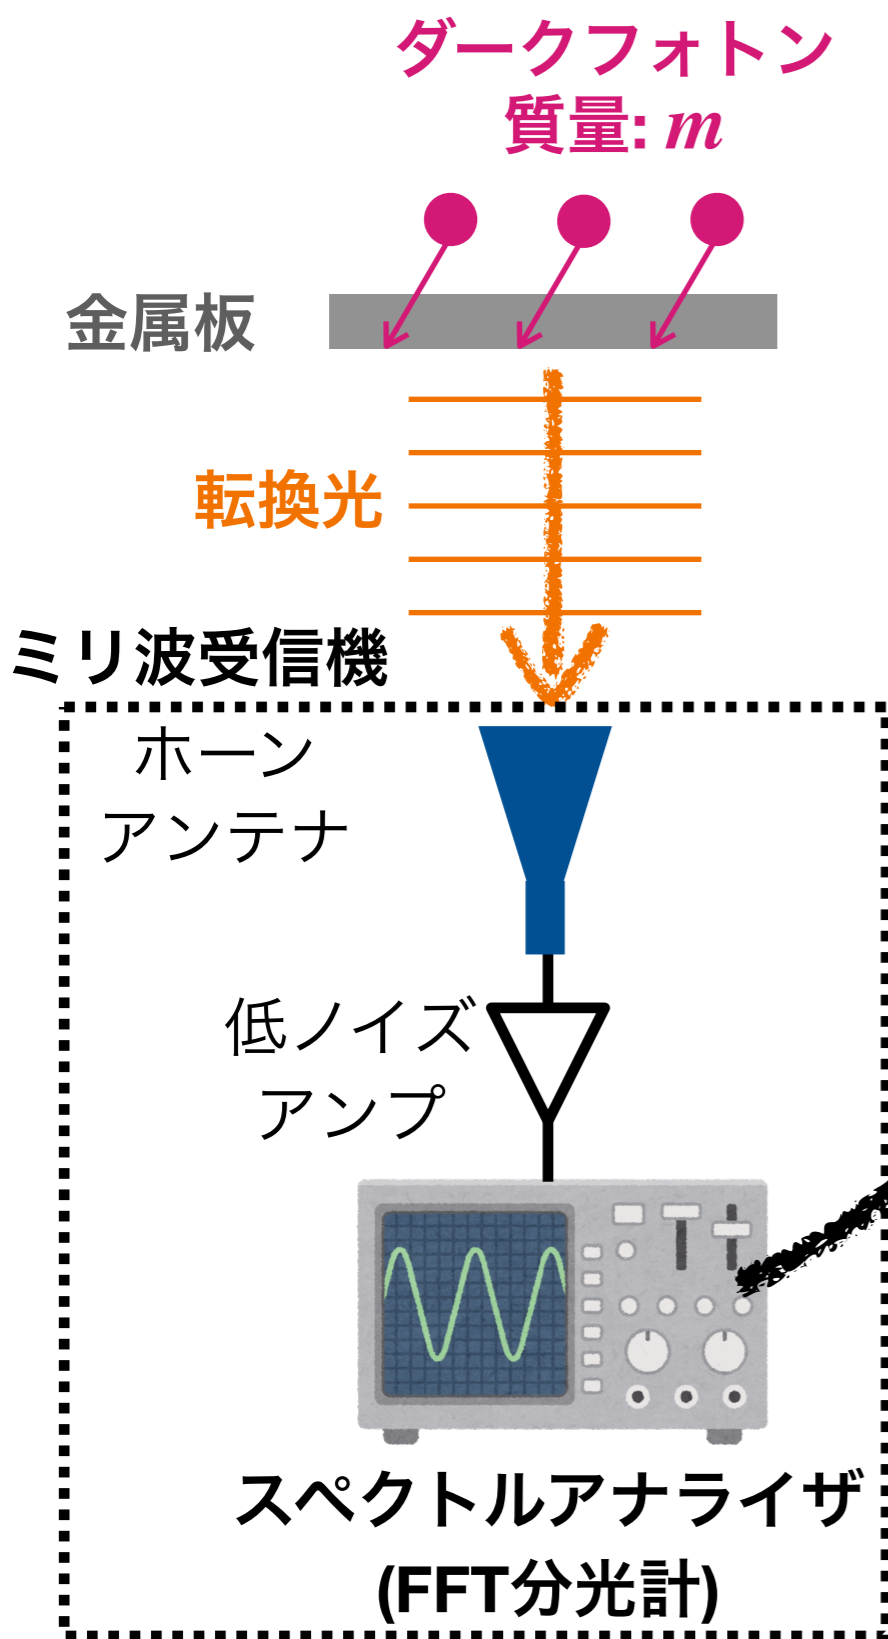 ダークフォトン
質量: m
金属板
転換光
ミリ波受信機
ホーン
アンテナ
低ノイズ
アンプ
スペクトルアナライザ
(FFT分光計)